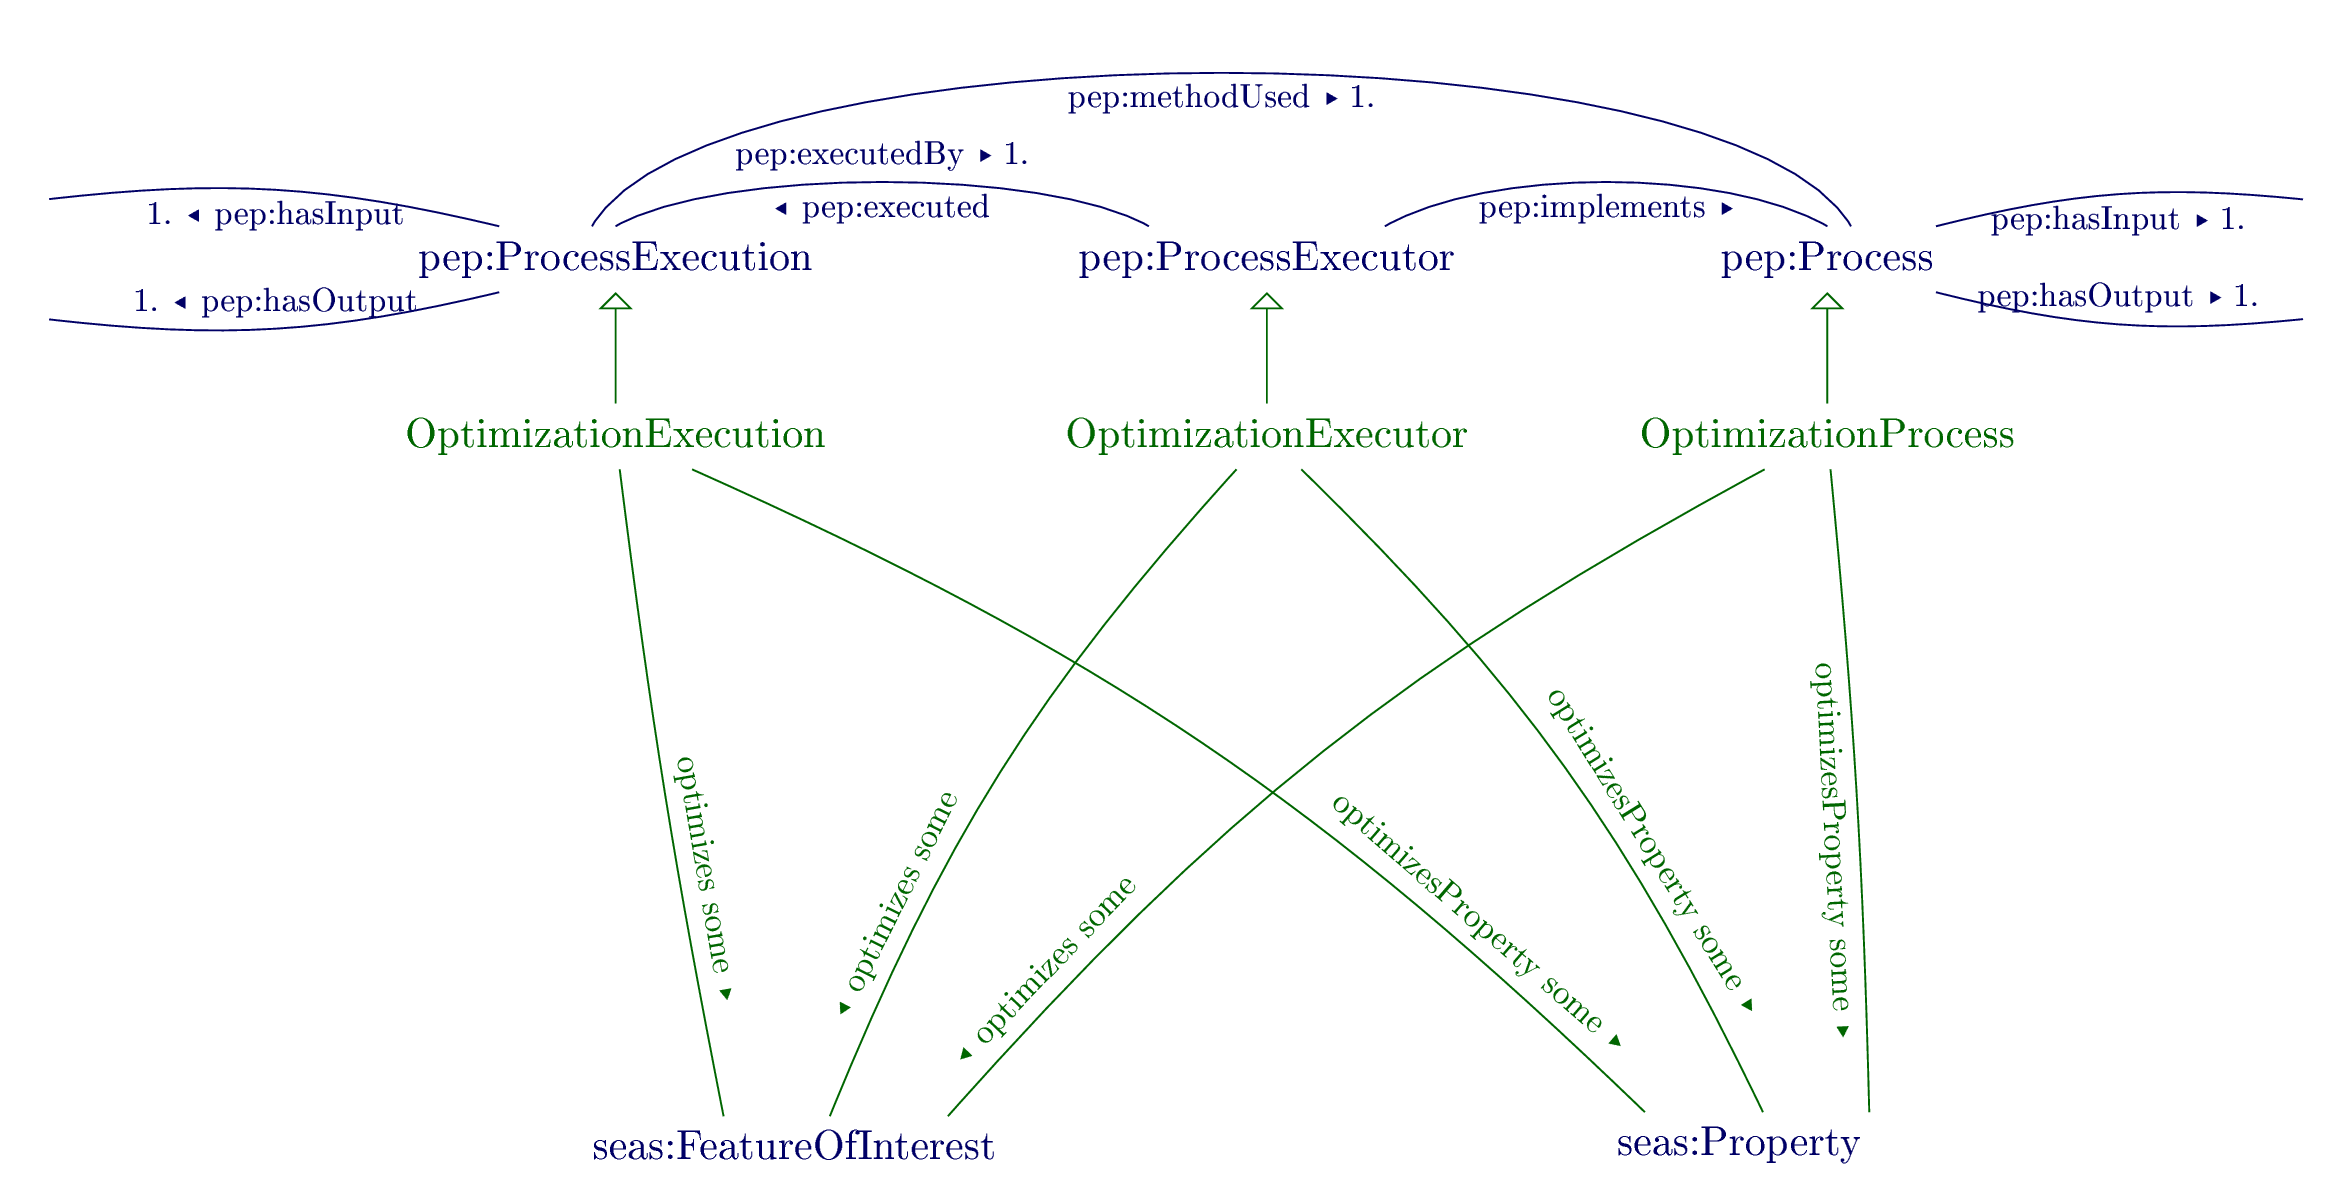 pep:methodUsed ▸ 1.
pep:executedBy ▸ 1.
◂ pep:executed
pep:implements ▸
1. ◂ pep:hasInput
pep:hasInput ▸ 1.
pep:ProcessExecution
pep:ProcessExecutor
pep:Process
1. ◂ pep:hasOutput
pep:hasOutput ▸ 1.
OptimizationExecution
OptimizationExecutor
OptimizationProcess
optimizes some ▸
◂ optimizes some
◂ optimizes some
optimizesProperty some ▸
optimizesProperty some ▸
optimizesProperty some ▸
seas:FeatureOfInterest
seas:Property